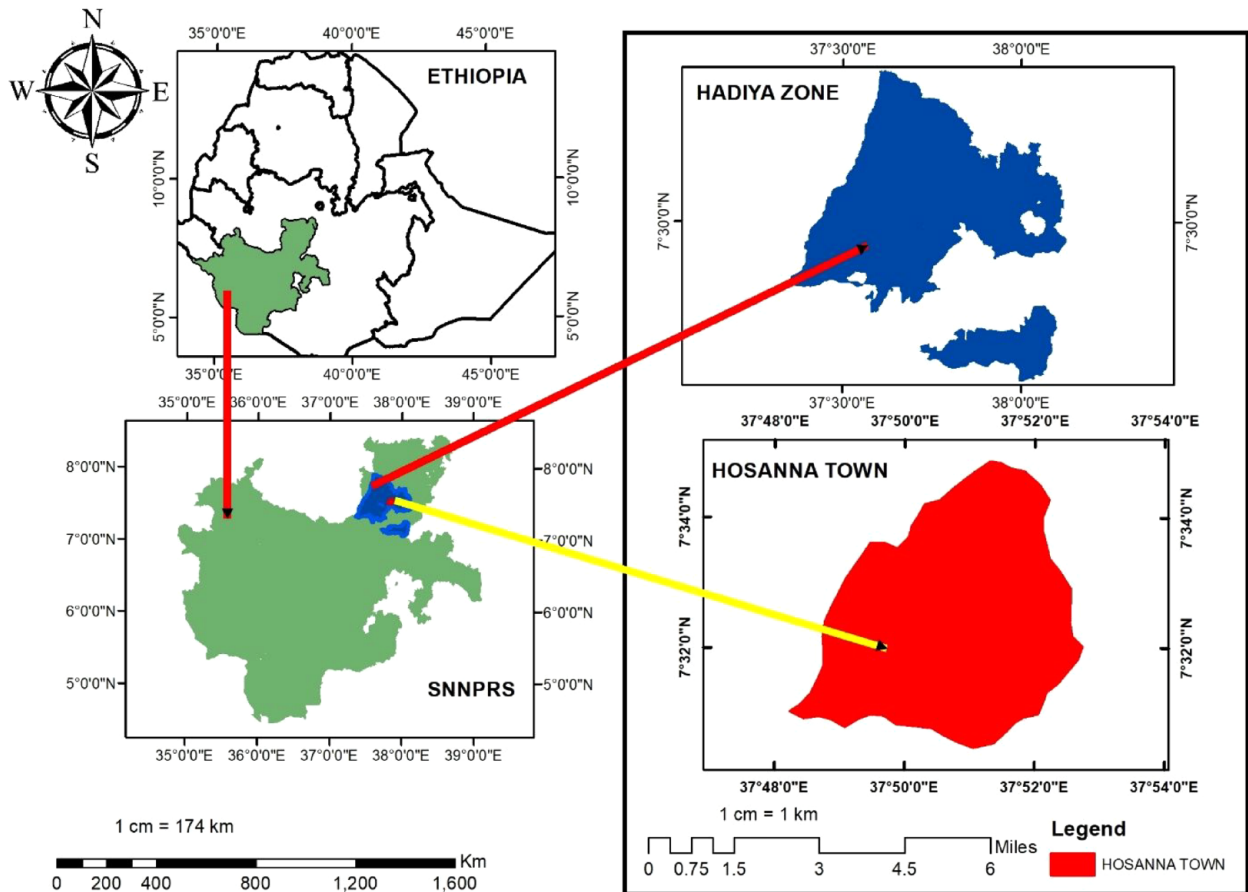 N
W E
S
35°0'0"E 40°0'0"E 45°0'0"E
ETHIOPIA
10°0'0"N 10°0'0"N
5°0'0"N 5°0'0"N
35°0'0"E 40°0'0"E 45°0'0"E
35°0'0"E 36°0'0"E 37°0'0"E 38°0'0"E 39°0'0"E
8°0'0"N 8°0'0"N
7°0'0"N 7°0'0"N
6°0'0"N 6°0'0"N
5°0'0"N 5°0'0"N
SNNPRS
35°0'0"E 36°0'0"E 37°0'0"E 38°0'0"E 39°0'0"E
1 cm = 174 km
Km
0 200 400 800 1,200 1,600
37°30'0"E 38°0'0"E
HADIYA ZONE
7°30'0"N 7°30'0"N
37°30'0"E 38°0'0"E
37°48'0"E 37°50'0"E 37°52'0"E 37°54'0"E
HOSANNA TOWN
7°34'0"N 7°34'0"N
7°32'0"N 7°32'0"N
37°48'0"E 37°50'0"E 37°52'0"E 37°54'0"E
1 cm = 1 km
Miles
0 0.75 1.5 3 4.5 6
Legend
HOSANNA TOWN